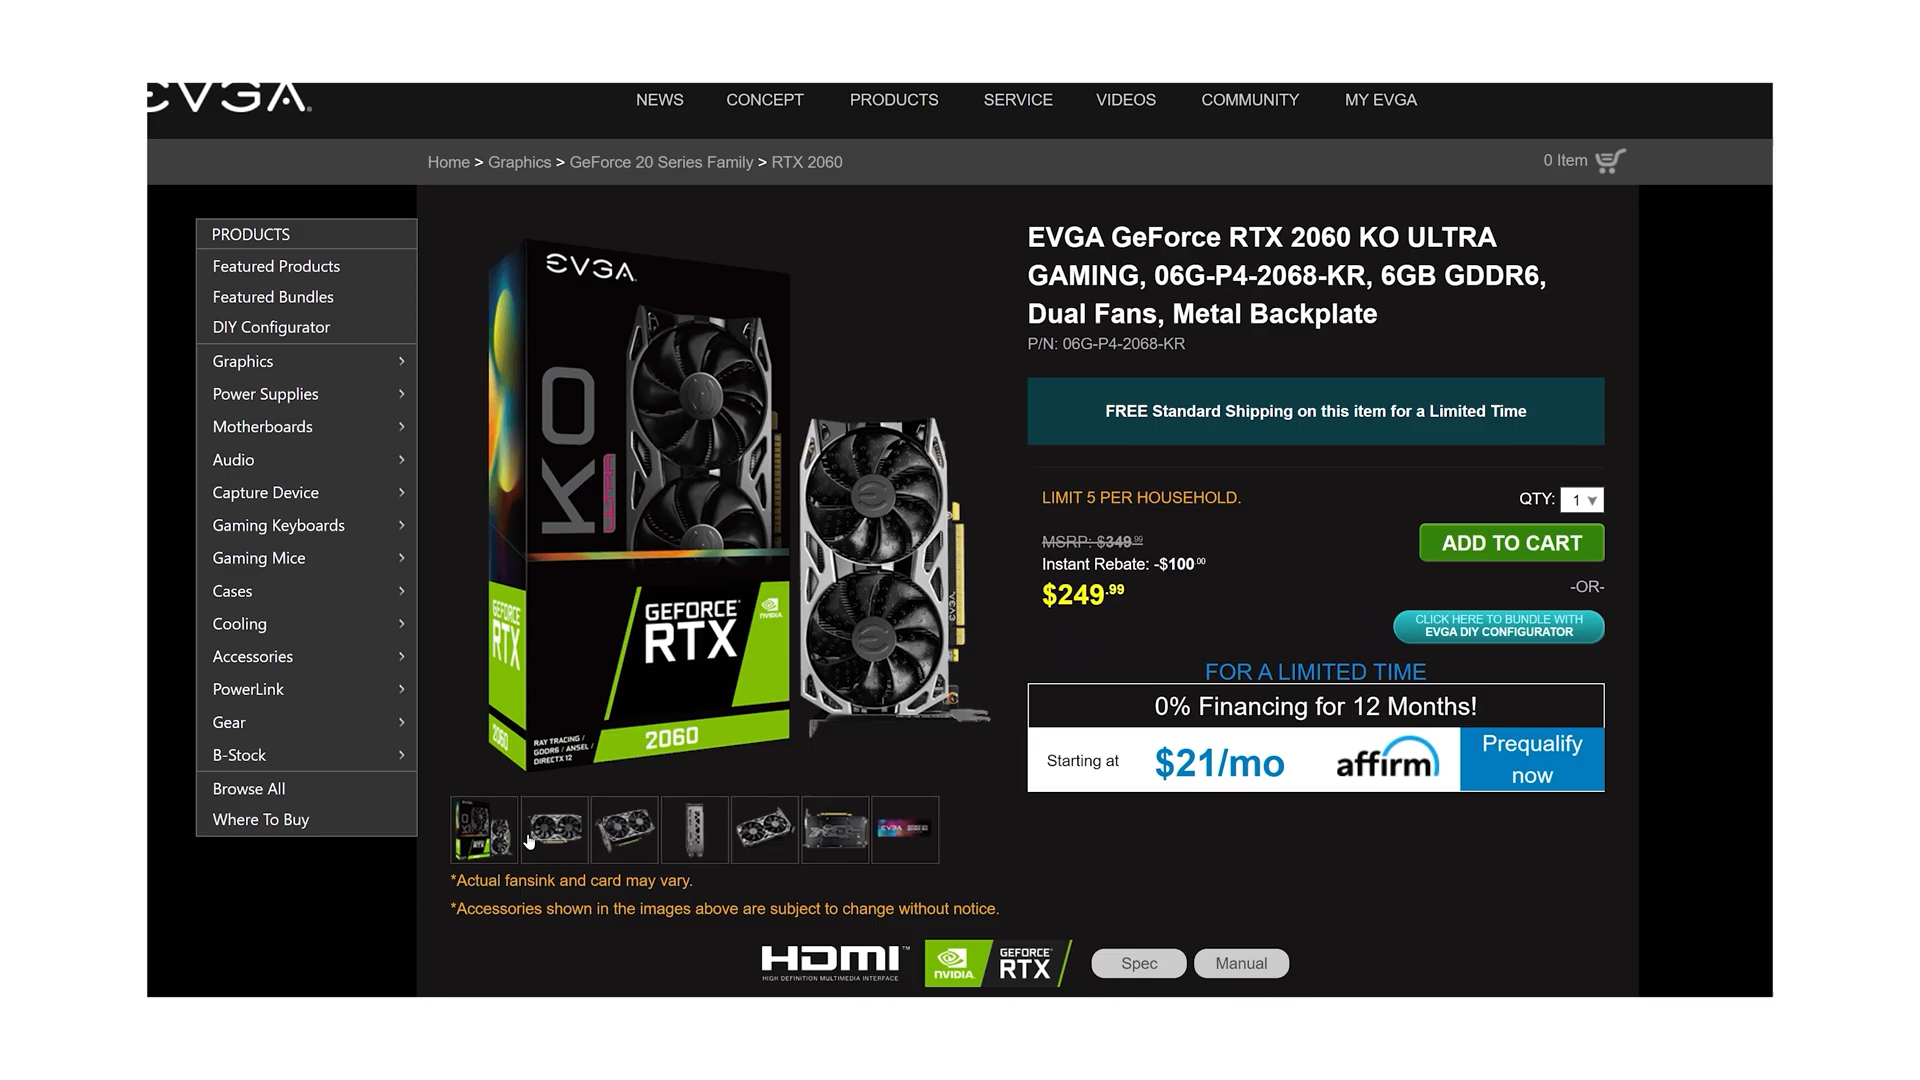 EVGA
NEWS CONCEPT PRODUCTS SERVICE VIDEOS COMMUNITY MY EVGA
Home > Graphics > GeForce 20 Series Family > RTX 2060
0 Item
PRODUCTS
Featured Products
Featured Bundles
DIY Configurator
Graphics
Power Supplies
Motherboards
Audio
Capture Device
Gaming Keyboards
Gaming Mice
Cases
Cooling
Accessories
PowerLink
Gear
B-Stock
Browse All
Where To Buy
EVGA
KO
ULTRA
GEFORCE
RTX
2060
GEFORCE
RTX
NVIDIA
RAY TRACING /
GDDR6 / ANSEL /
DIRECTX 12
2060
EVGA
*Actual fansink and card may vary.
*Accessories shown in the images above are subject to change without notice.
EVGA GeForce RTX 2060 KO ULTRA
GAMING, 06G-P4-2068-KR, 6GB GDDR6,
Dual Fans, Metal Backplate
P/N: 06G-P4-2068-KR
FREE Standard Shipping on this item for a Limited Time
LIMIT 5 PER HOUSEHOLD.
QTY: 1
MSRP: $349.99
Instant Rebate: -$100.00
$249.99
ADD TO CART
-OR-
CLICK HERE TO BUNDLE WITH
EVGA DIY CONFIGURATOR
FOR A LIMITED TIME
0% Financing for 12 Months!
Starting at $21/mo affirm
Prequalify
now
HDMI™
HIGH DEFINITION MULTIMEDIA INTERFACE
NVIDIA
GEFORCE
RTX
Spec
Manual